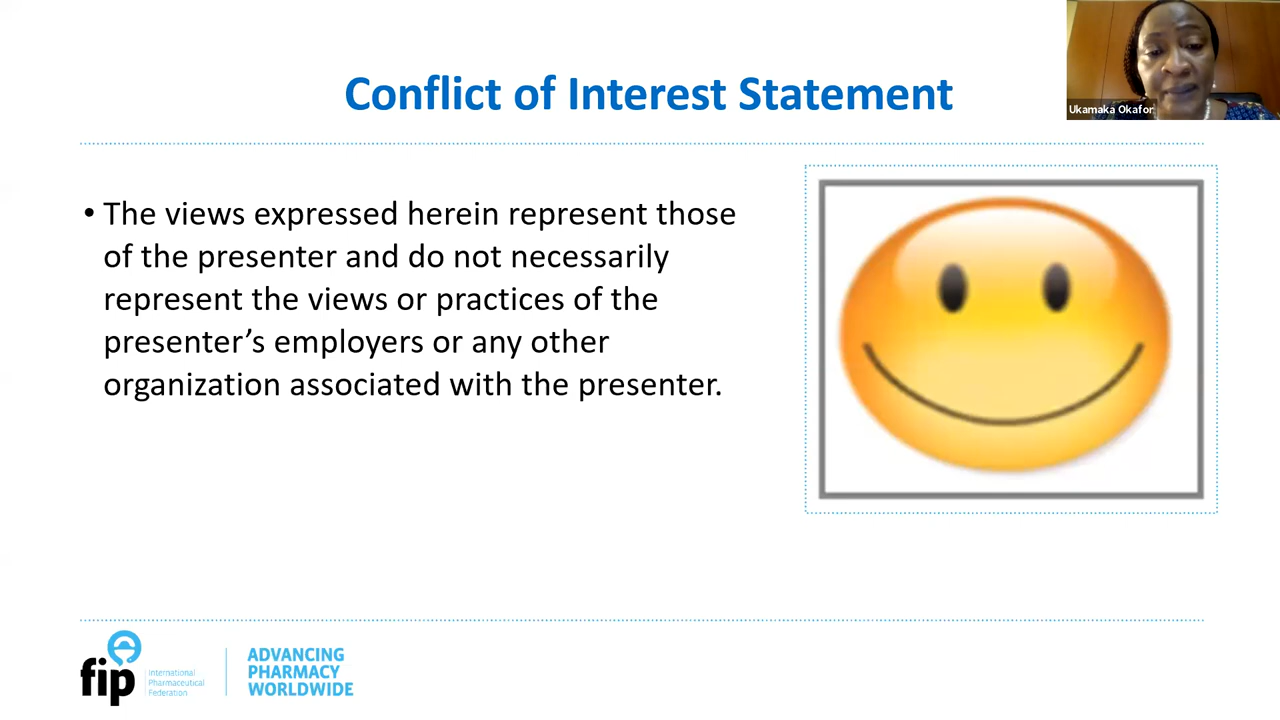 Conflict of Interest Statement
Ukamaka Okafor
• The views expressed herein represent those
of the presenter and do not necessarily
represent the views or practices of the
presenter’s employers or any other
organization associated with the presenter.
fip
International
Pharmaceutical
Federation
ADVANCING
PHARMACY
WORLDWIDE